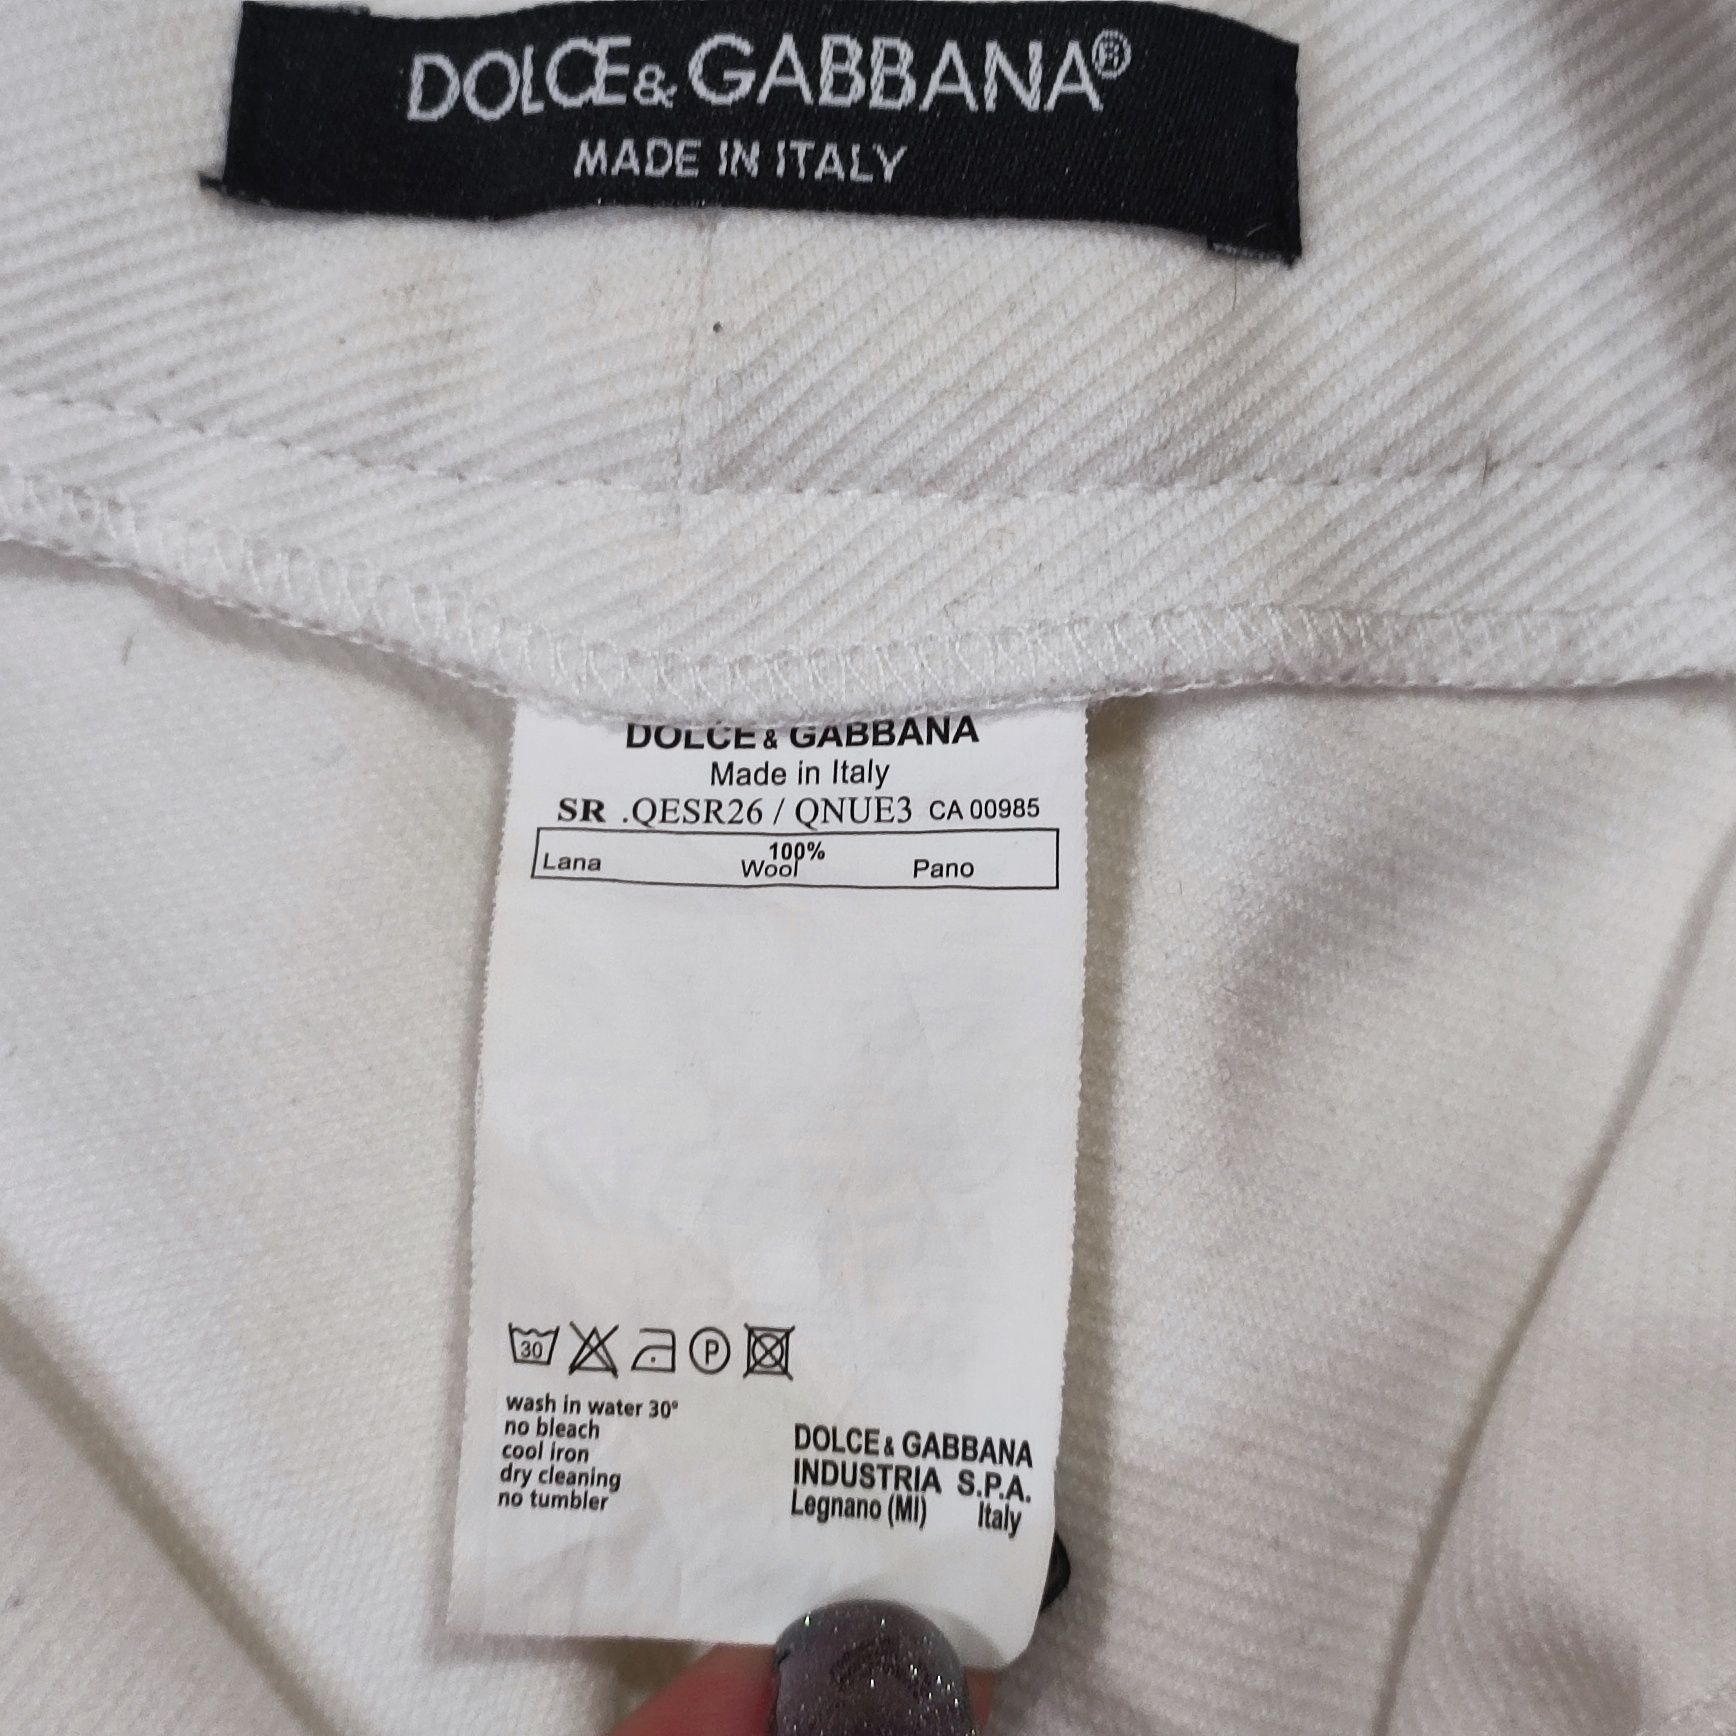 DOLCE & GABBANA®
MADE IN ITALY
DOLCE & GABBANA
Made in Italy
SR .QESR26 / QNUE3 CA 00985
100%
Lana Wool Pano
30 P
wash in water 30°
no bleach
cool iron
dry cleaning
no tumbler
DOLCE & GABBANA
INDUSTRIA S.P.A.
Legnano (MI) Italy